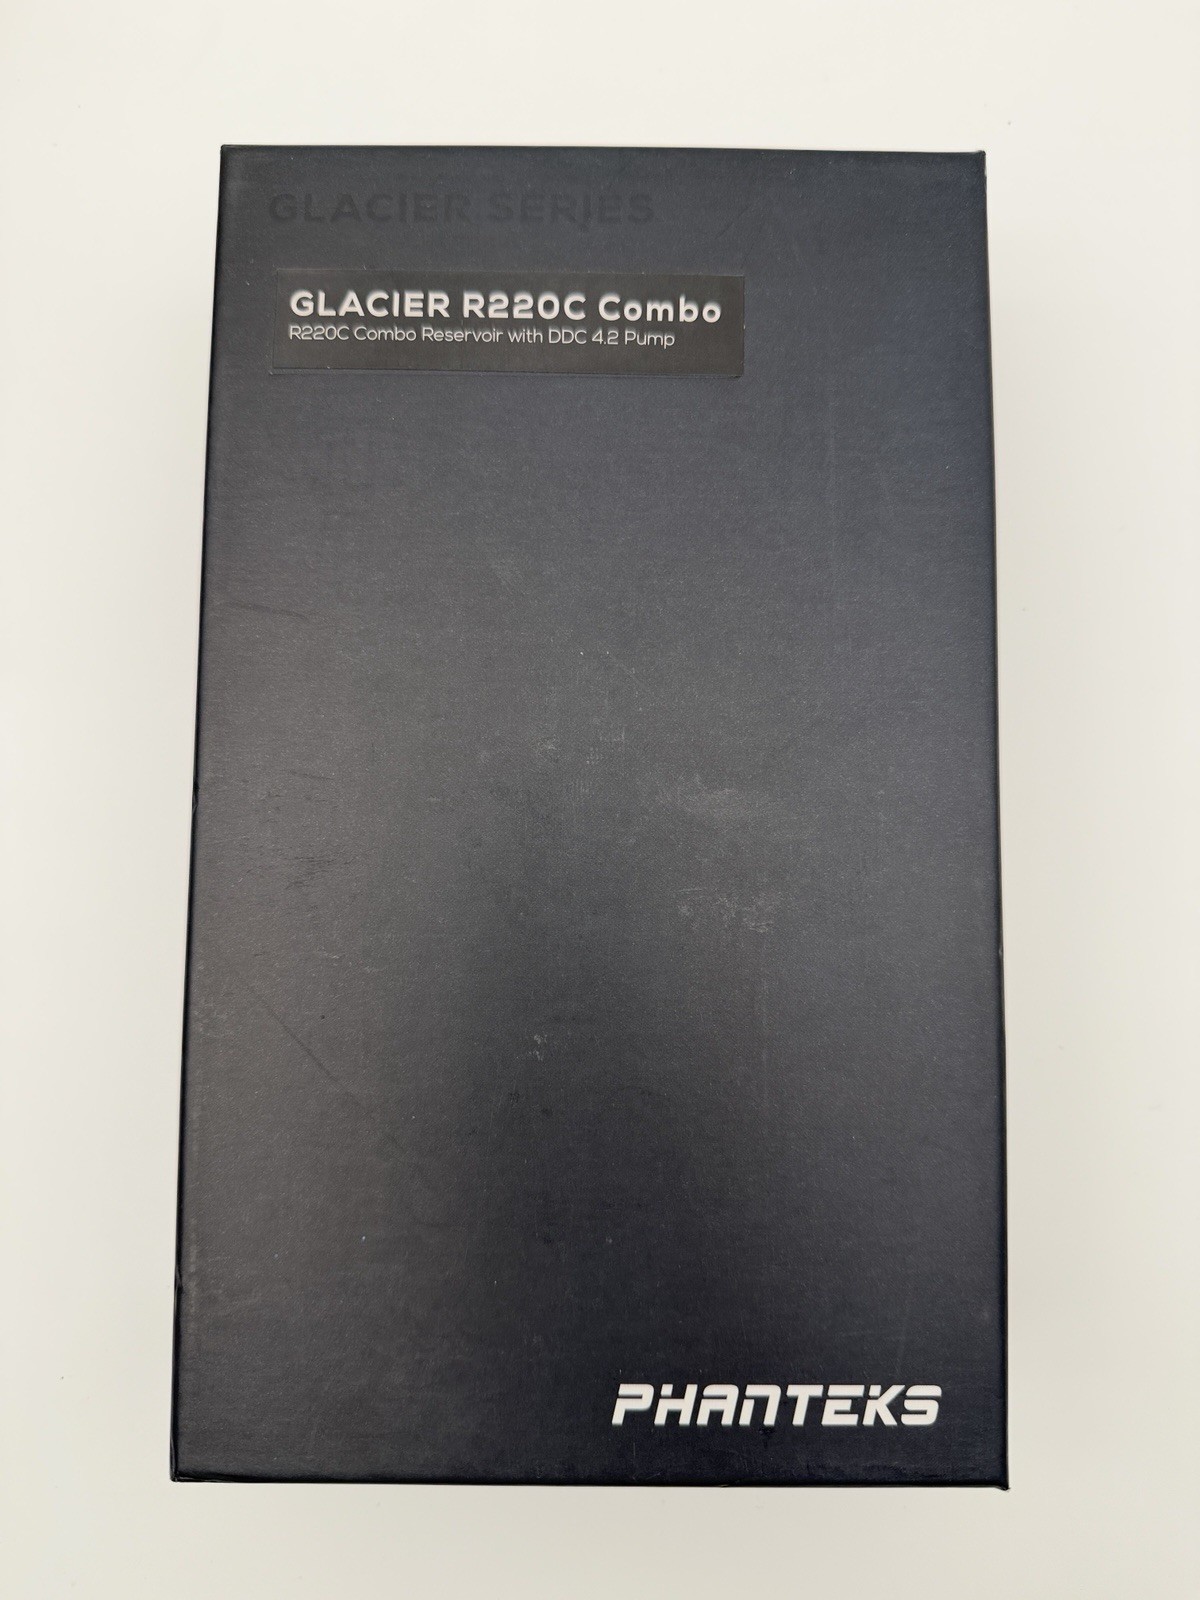 GLACIER SERIES
GLACIER R220C Combo
R220C Combo Reservoir with DDC 4.2 Pump
PHANTEKS